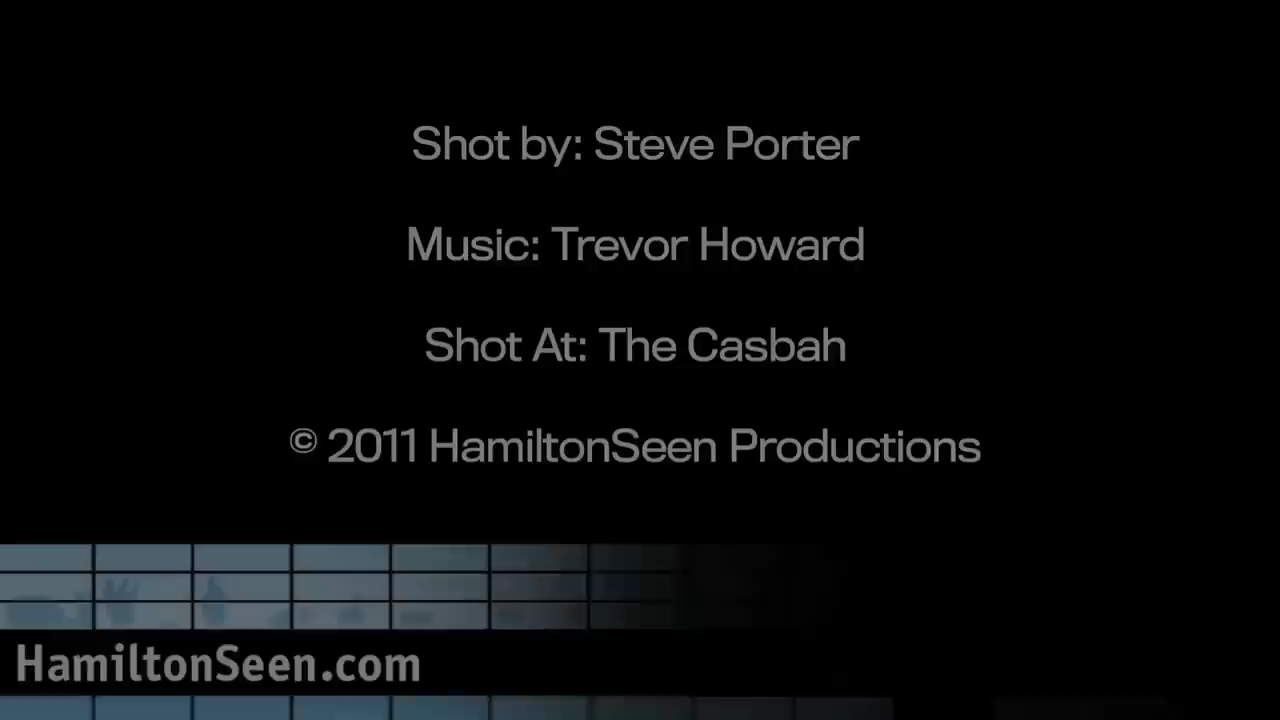 Shot by: Steve Porter
Music: Trevor Howard
Shot At: The Casbah
© 2011 HamiltonSeen Productions
HamiltonSeen.com